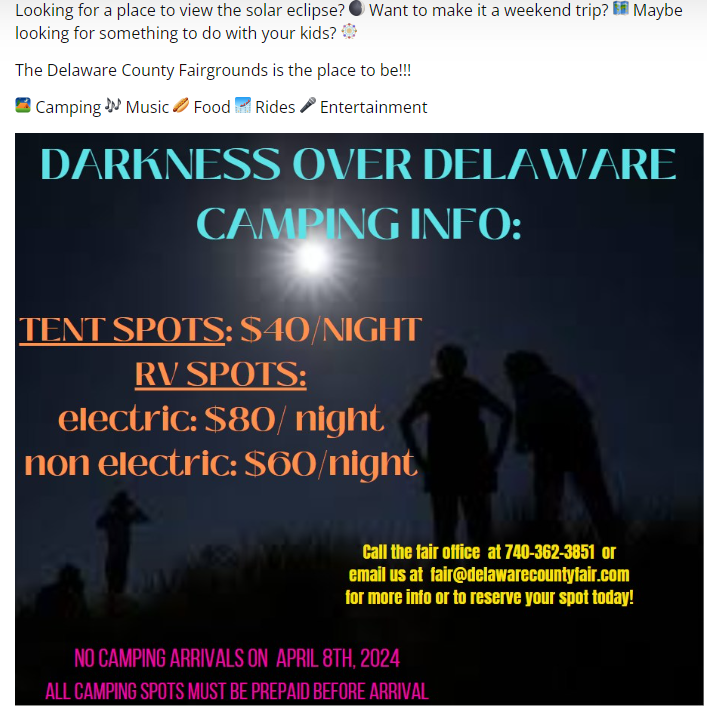 Looking for a place to view the solar eclipse? 🌒 Want to make it a weekend trip? 🗺️ Maybe
looking for something to do with your kids? 🎡
The Delaware County Fairgrounds is the place to be!!!
🏕️ Camping 🎶 Music 🌭 Food 🎢 Rides 🎤 Entertainment
DARKNESS OVER DELAWARE
CAMPING INFO:
TENT SPOTS: $40/NIGHT
RV SPOTS:
electric: $80/ night
non electric: $60/night
Call the fair office at 740-362-3851 or
email us at fair@delawarecountyfair.com
for more info or to reserve your spot today!
NO CAMPING ARRIVALS ON APRIL 8TH, 2024
ALL CAMPING SPOTS MUST BE PREPAID BEFORE ARRIVAL